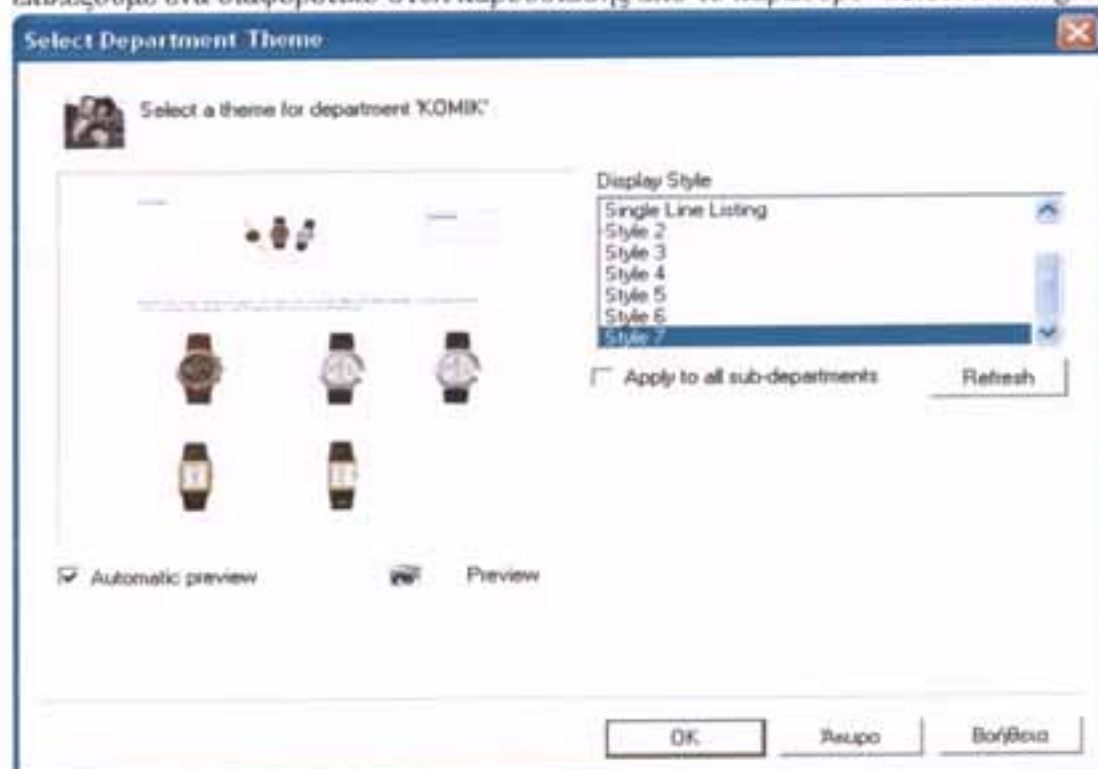 Select Department Theme
Select a theme for department 'KOMIK'.
Display Style
Single Line Listing
Style 2
Style 3
Style 4
Style 5
Style 6
Style 7
Apply to all sub-departments
Refresh
Automatic preview
Preview
OK
Άκυρο
Βοήθεια